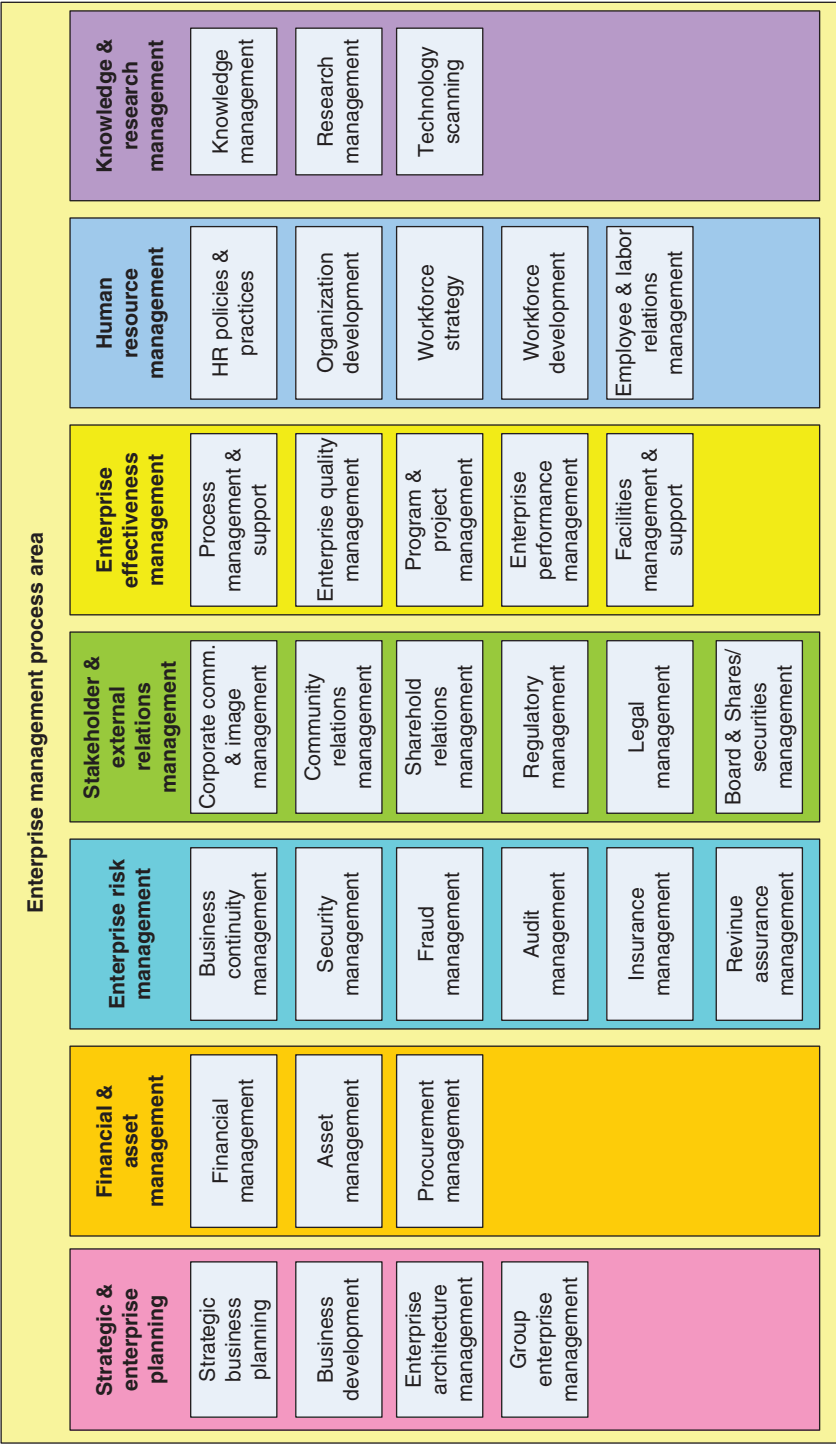 Enterprise management process area
Strategic &
enterprise
planning
Strategic
business
planning
Business
development
Enterprise
architecture
management
Group
enterprise
management
Financial &
asset
management
Financial
management
Asset
management
Procurement
management
Enterprise risk
management
Business
continuity
management
Security
management
Fraud
management
Audit
management
Insurance
management
Revinue
assurance
management
Stakeholder &
external
relations
management
Corporate comm.
& image
management
Community
relations
management
Sharehold
relations
management
Regulatory
management
Legal
management
Board & Shares/
securities
management
Enterprise
effectiveness
management
Process
management &
support
Enterprise quality
management
Program &
project
management
Enterprise
performance
management
Facilities
management &
support
Human
resource
management
HR policies &
practices
Organization
development
Workforce
strategy
Workforce
development
Employee & labor
relations
management
Knowledge &
research
management
Knowledge
management
Research
management
Technology
scanning